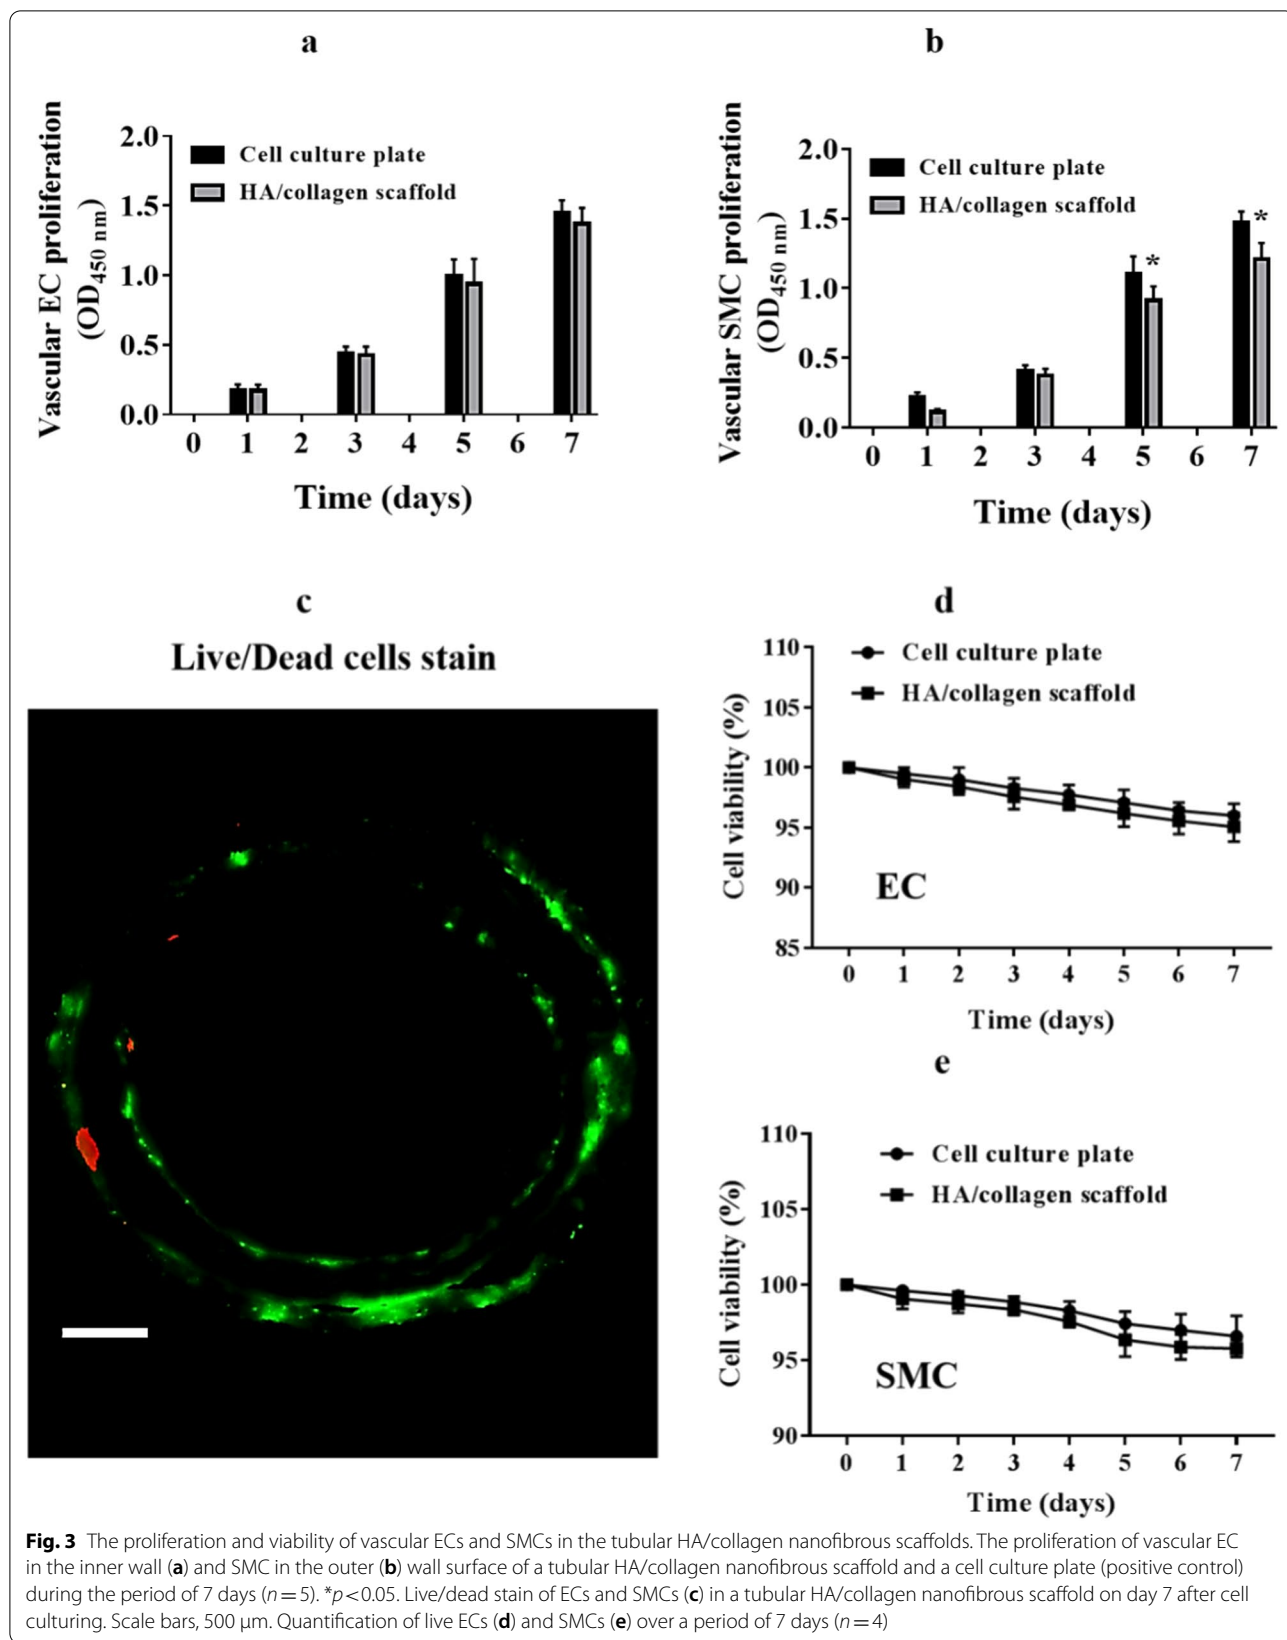 a
Vascular EC proliferation
(OD450 nm)
2.0
1.5
1.0
0.5
0.0
Cell culture plate
HA/collagen scaffold
0 1 2 3 4 5 6 7
Time (days)
b
Vascular SMC proliferation
(OD450 nm)
2.0
1.5
1.0
0.5
0.0
Cell culture plate
HA/collagen scaffold
*
*
0 1 2 3 4 5 6 7
Time (days)
c
Live/Dead cells stain
d
Cell viability (%)
110
105
100
95
90
85
Cell culture plate
HA/collagen scaffold
EC
0 1 2 3 4 5 6 7
Time (days)
e
Cell viability (%)
110
105
100
95
90
Cell culture plate
HA/collagen scaffold
SMC
0 1 2 3 4 5 6 7
Time (days)
Fig. 3 The proliferation and viability of vascular ECs and SMCs in the tubular HA/collagen nanofibrous scaffolds. The proliferation of vascular EC
in the inner wall (a) and SMC in the outer (b) wall surface of a tubular HA/collagen nanofibrous scaffold and a cell culture plate (positive control)
during the period of 7 days (n = 5). *p < 0.05. Live/dead stain of ECs and SMCs (c) in a tubular HA/collagen nanofibrous scaffold on day 7 after cell
culturing. Scale bars, 500 μm. Quantification of live ECs (d) and SMCs (e) over a period of 7 days (n = 4)